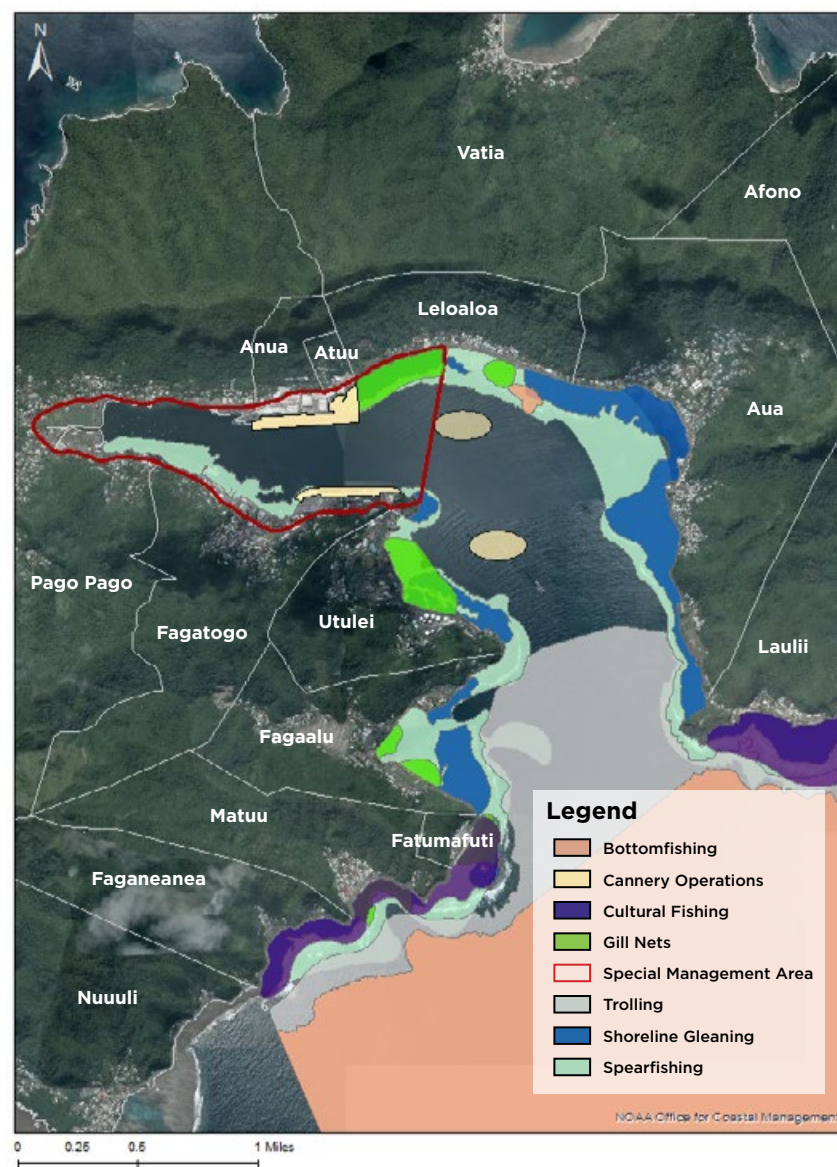 N
Vatia
Afono
Leloaloa
Anua
Atuu
Aua
Pago Pago
Utulei
Fagatogo
Laulii
Fagaalu
Matuu
Fatumafuti
Faganeanea
Nuuuli
Legend
Bottomfishing
Cannery Operations
Cultural Fishing
Gill Nets
Special Management Area
Trolling
Shoreline Gleaning
Spearfishing
NOAA Office for Coastal Management
0 0.25 0.5 1 Miles